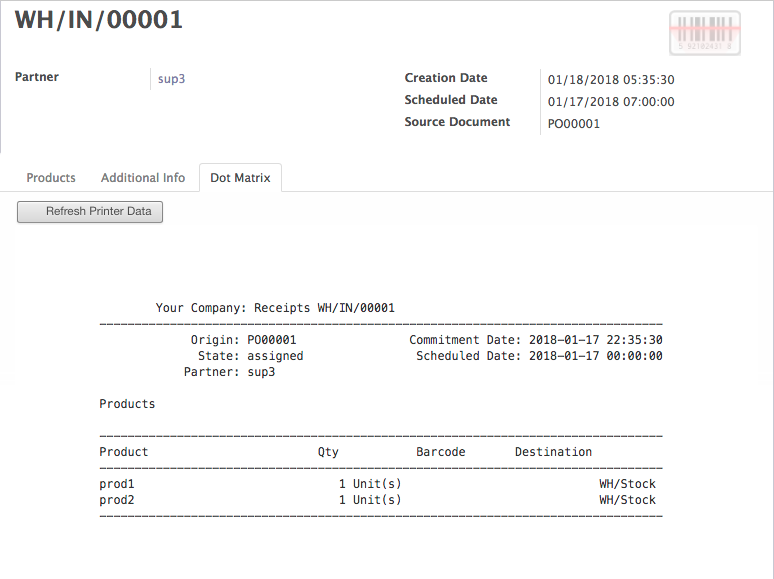 WH/IN/00001
Partner sup3
Creation Date 01/18/2018 05:35:30
Scheduled Date 01/17/2018 07:00:00
Source Document PO00001
Products Additional Info Dot Matrix
Refresh Printer Data
Your Company: Receipts WH/IN/00001
Origin: PO00001 Commitment Date: 2018-01-17 22:35:30
State: assigned Scheduled Date: 2018-01-17 00:00:00
Partner: sup3
Products
Product Qty Barcode Destination
prod1 1 Unit(s) WH/Stock
prod2 1 Unit(s) WH/Stock